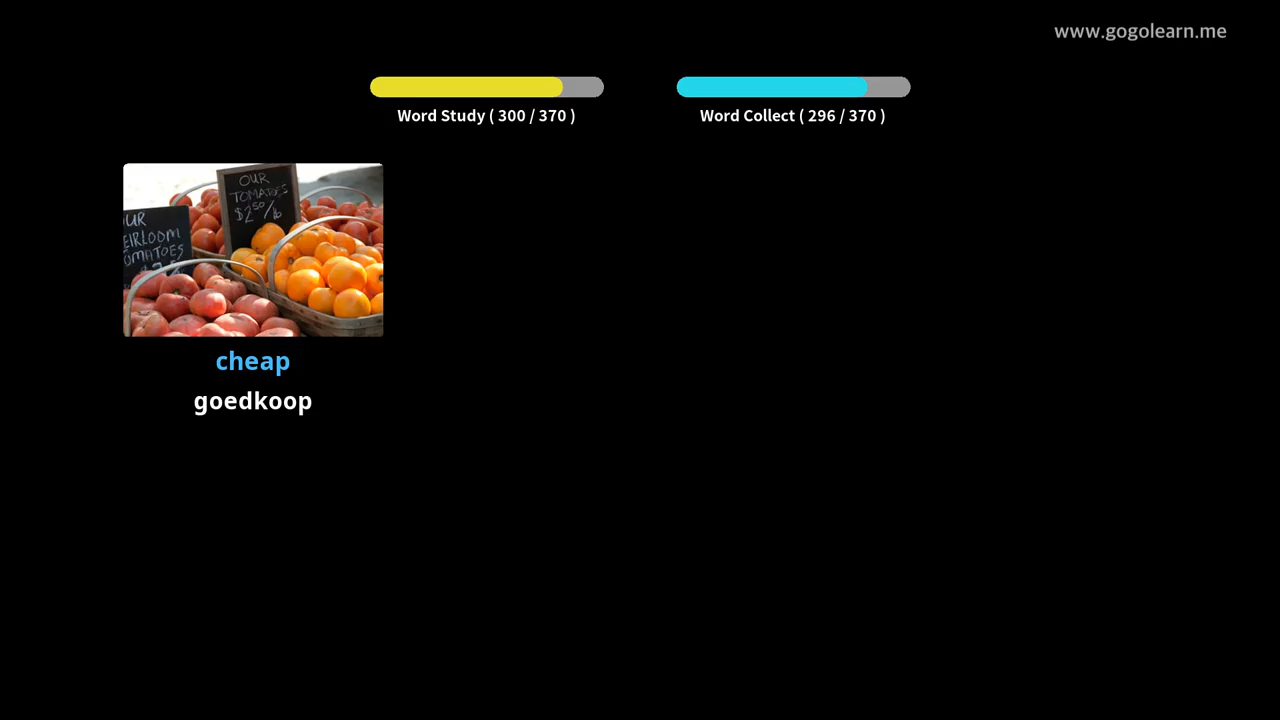 www.gogolearn.me
Word Study ( 300 / 370 )
Word Collect ( 296 / 370 )
OUR
TOMATOES
$2.50/lb
UR
EIRLOOM
OMATOES
cheap
goedkoop